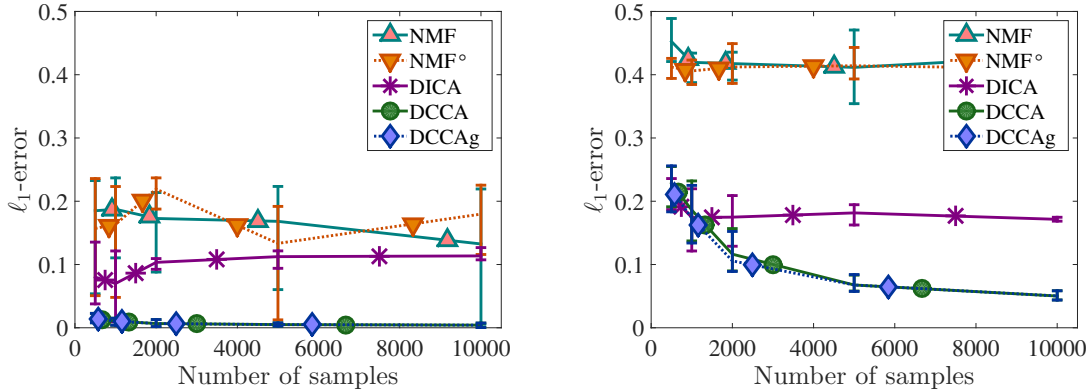 0.5
0.4
0.3
0.2
0.1
0
ℓ₁-error
0 2000 4000 6000 8000 10000
Number of samples
NMF
NMF°
DICA
DCCA
DCCAg
0.5
0.4
0.3
0.2
0.1
0
ℓ₁-error
0 2000 4000 6000 8000 10000
Number of samples
NMF
NMF°
DICA
DCCA
DCCAg